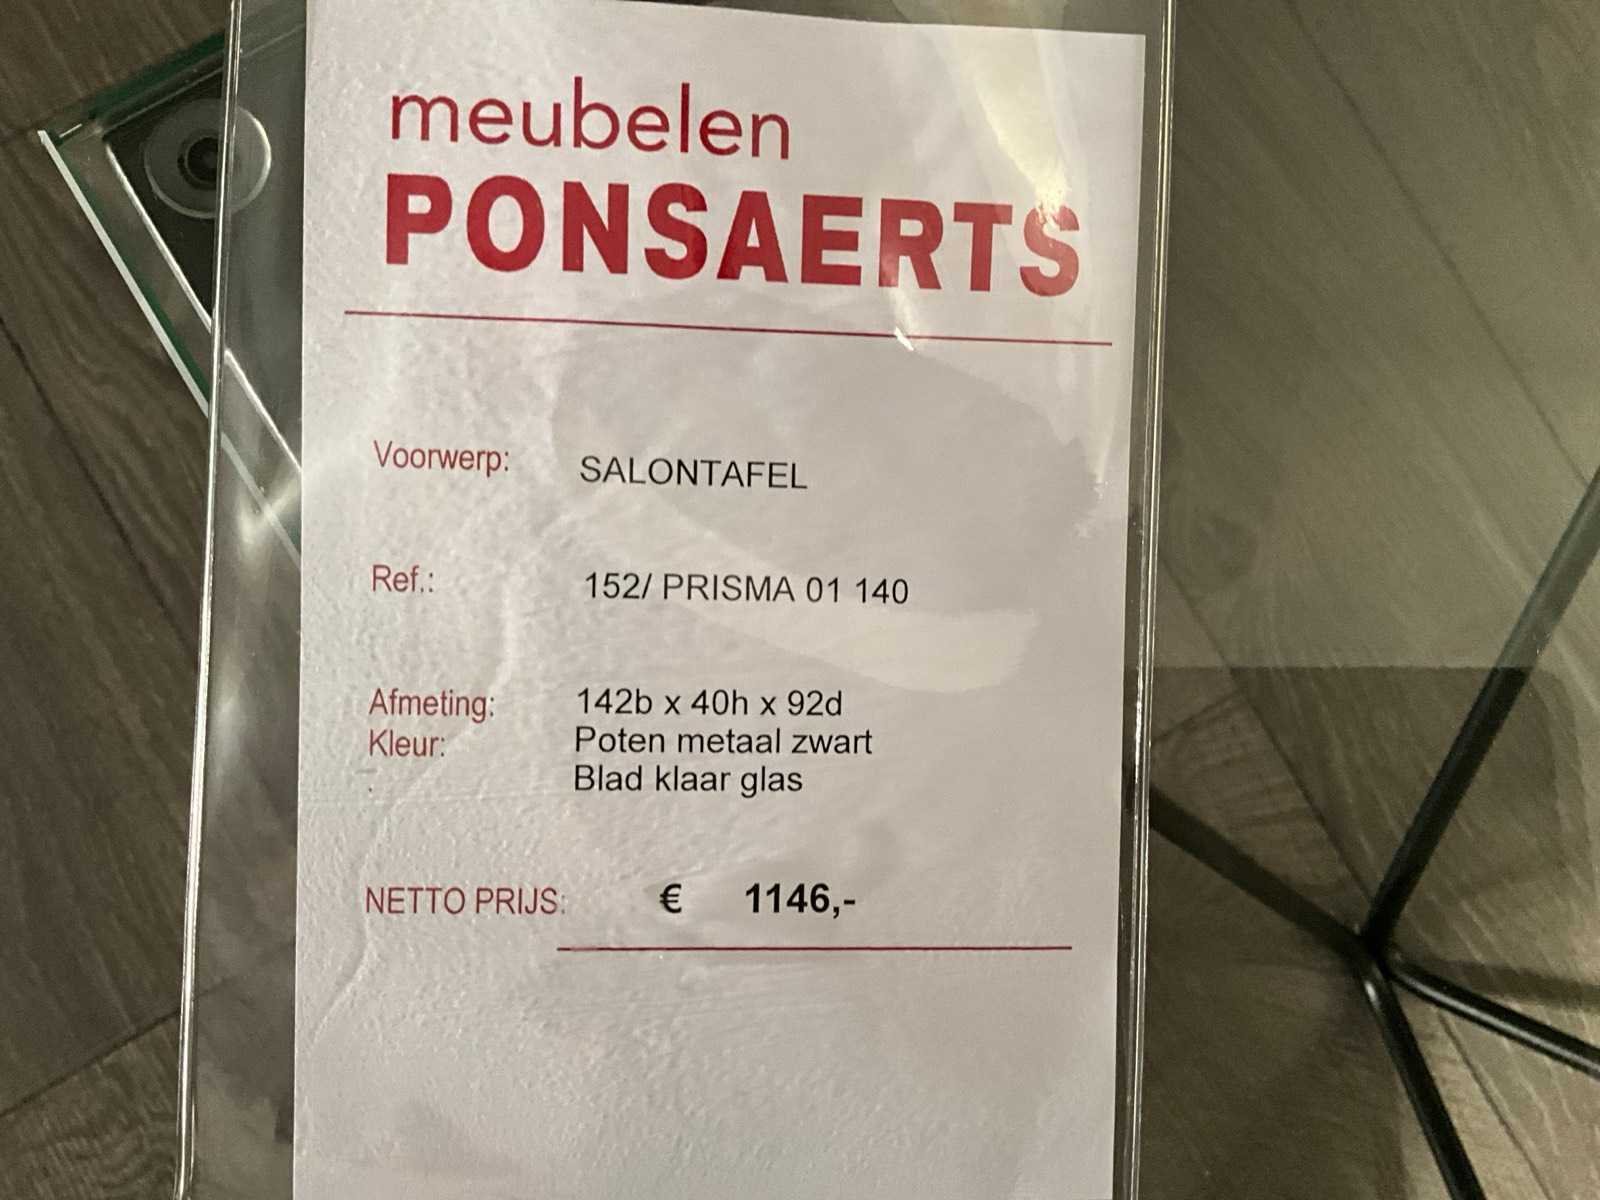 meubelen
PONSAERTS
Voorwerp: SALONTAFEL
Ref.: 152/ PRISMA 01 140
Afmeting: 142b x 40h x 92d
Kleur: Poten metaal zwart
: Blad klaar glas
NETTO PRIJS: € 1146,-